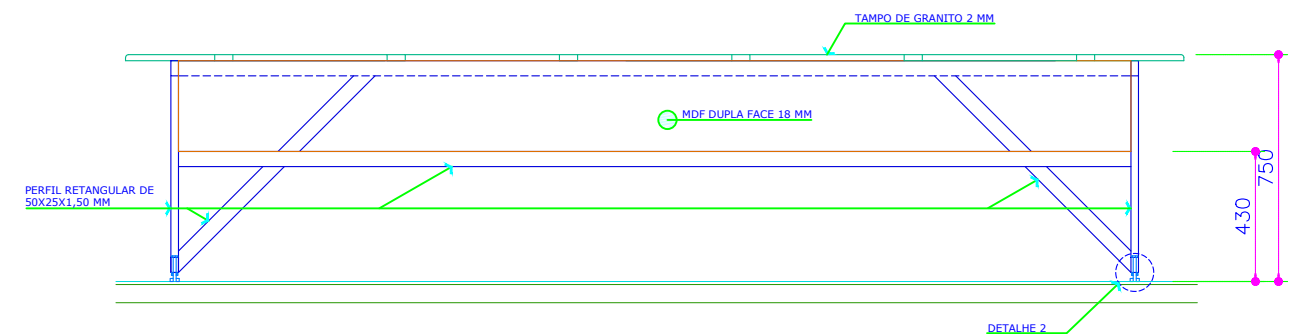 TAMPO DE GRANITO 2 MM
MDF DUPLA FACE 18 MM
PERFIL RETANGULAR DE
50X25X1,50 MM
430
750
DETALHE 2